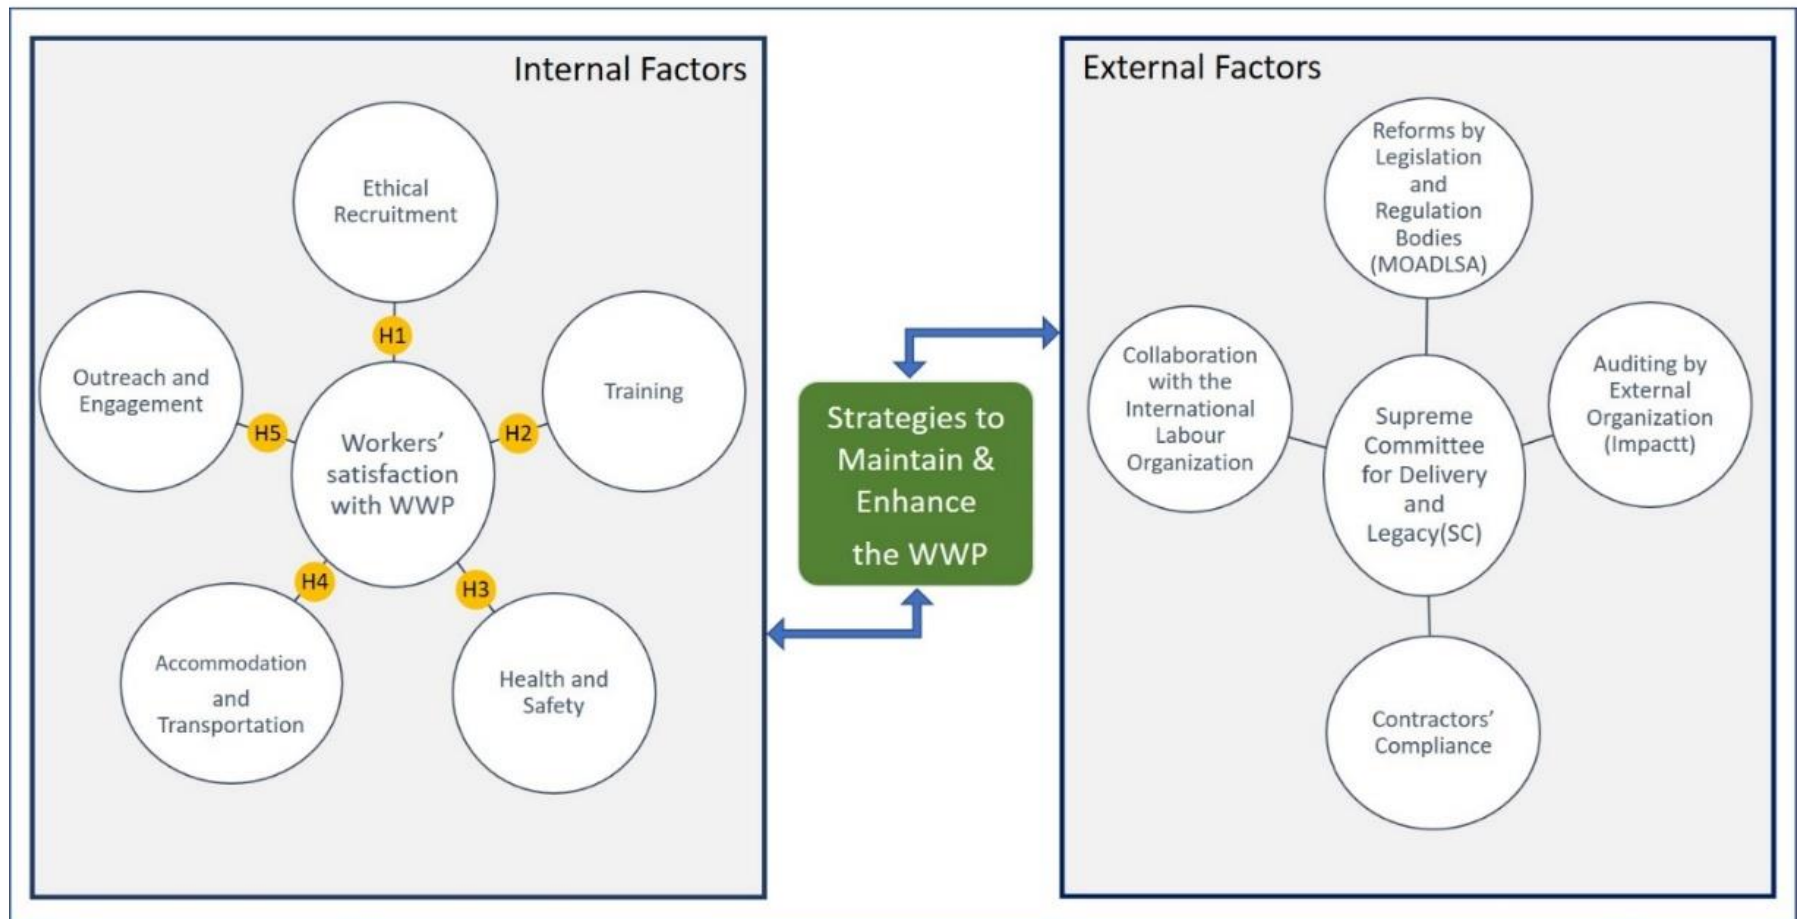 Internal Factors
Ethical
Recruitment
H1
Outreach and
Engagement
H5
Workers’
satisfaction
with WWP
H2
Training
H4
H3
Accommodation
and
Transportation
Health and
Safety
Strategies to
Maintain &
Enhance
the WWP
External Factors
Reforms by
Legislation
and
Regulation
Bodies
(MOADLSA)
Collaboration
with the
International
Labour
Organization
Supreme
Committee
for Delivery
and
Legacy(SC)
Auditing by
External
Organization
(Impactt)
Contractors’
Compliance